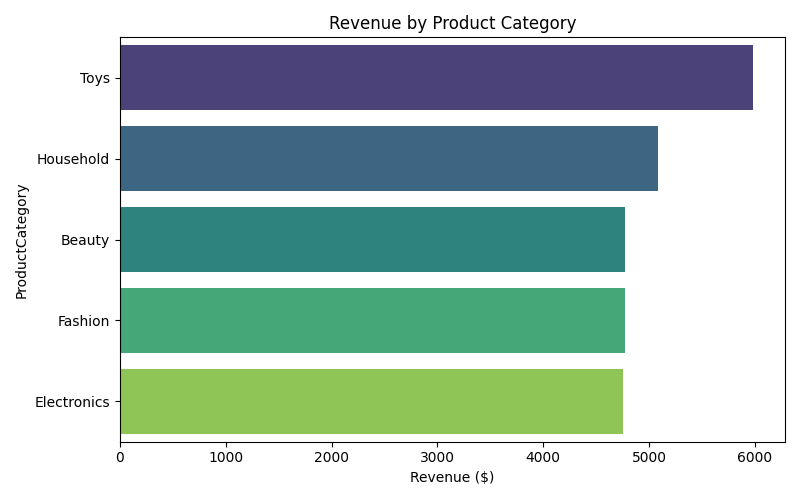 Revenue by Product Category
ProductCategory
Toys
Household
Beauty
Fashion
Electronics
0 1000 2000 3000 4000 5000 6000
Revenue ($)